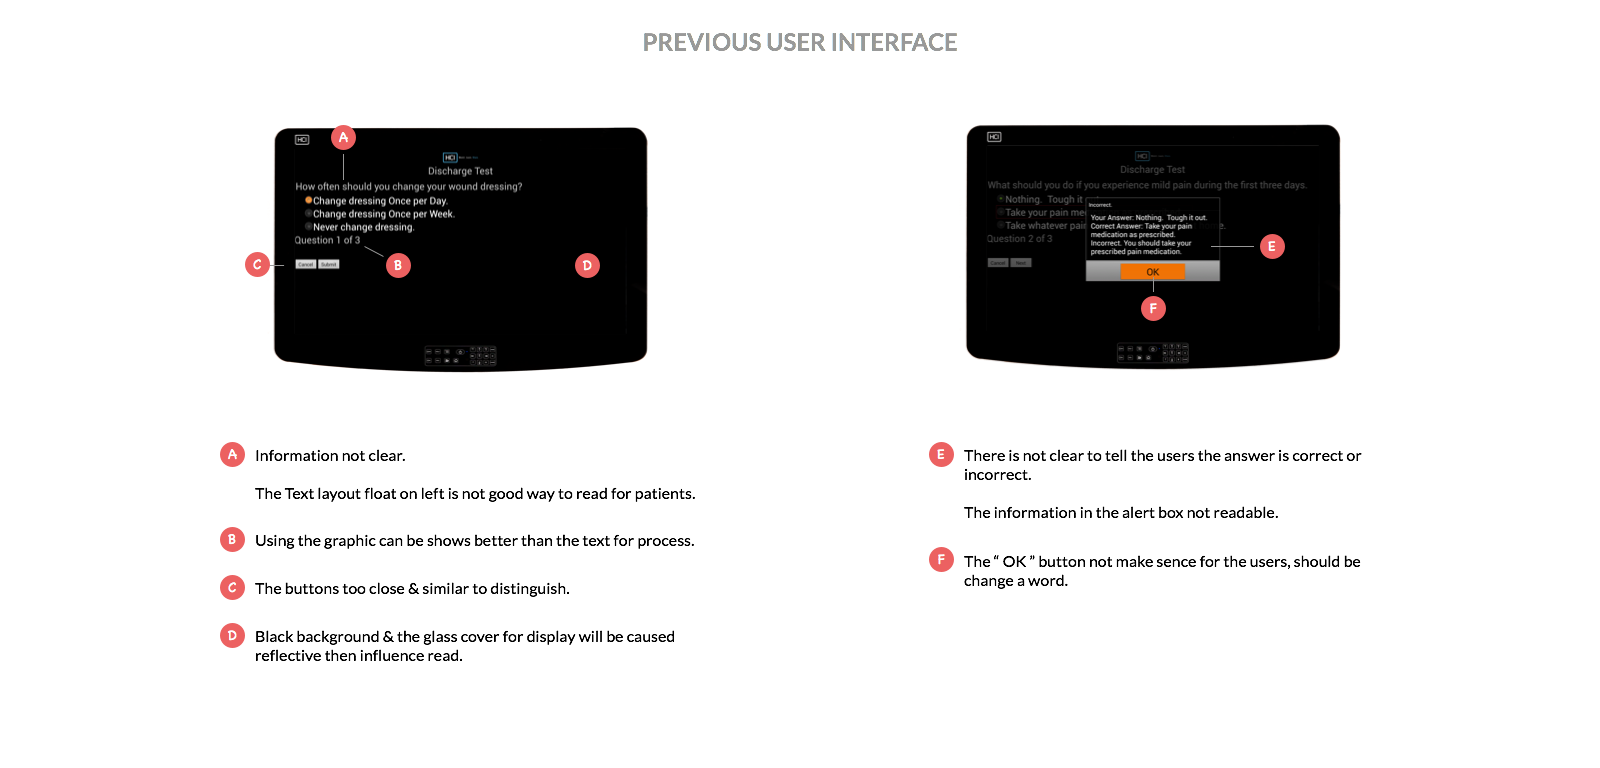 PREVIOUS USER INTERFACE
HCI
A
HCI
Discharge Test
How often should you change your wound dressing?
Change dressing Once per Day.
Change dressing Once per Week.
Never change dressing.
Question 1 of 3
Cancel Submit
C
B
D
HCI
HCI
Discharge Test
What should you do if you experience mild pain during the first three days.
Nothing. Tough it
Take your pain me
Take whatever pain
Question 2 of 3
Cancel Next
Incorrect.
Your Answer: Nothing. Tough it out.
Correct Answer: Take your pain
medication as prescribed.
Incorrect. You should take your
prescribed pain medication.
OK
E
F
A Information not clear.
The Text layout float on left is not good way to read for patients.
B Using the graphic can be shows better than the text for process.
C The buttons too close & similar to distinguish.
D Black background & the glass cover for display will be caused
reflective then influence read.
E There is not clear to tell the users the answer is correct or
incorrect.
The information in the alert box not readable.
F The “ OK ” button not make sence for the users, should be
change a word.